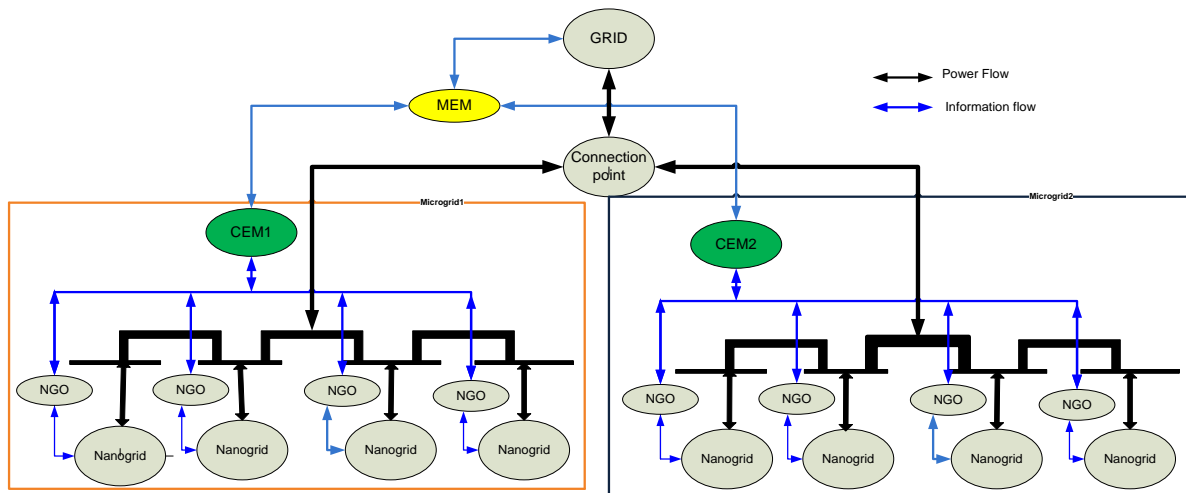 GRID
Power Flow
MEM
Information flow
Connection
point
Microgrid1
Microgrid2
CEM1
CEM2
NGO
NGO
NGO
NGO
NGO
NGO
NGO
NGO
Nanogrid
Nanogrid
Nanogrid
Nanogrid
Nanogrid
Nanogrid
Nanogrid
Nanogrid